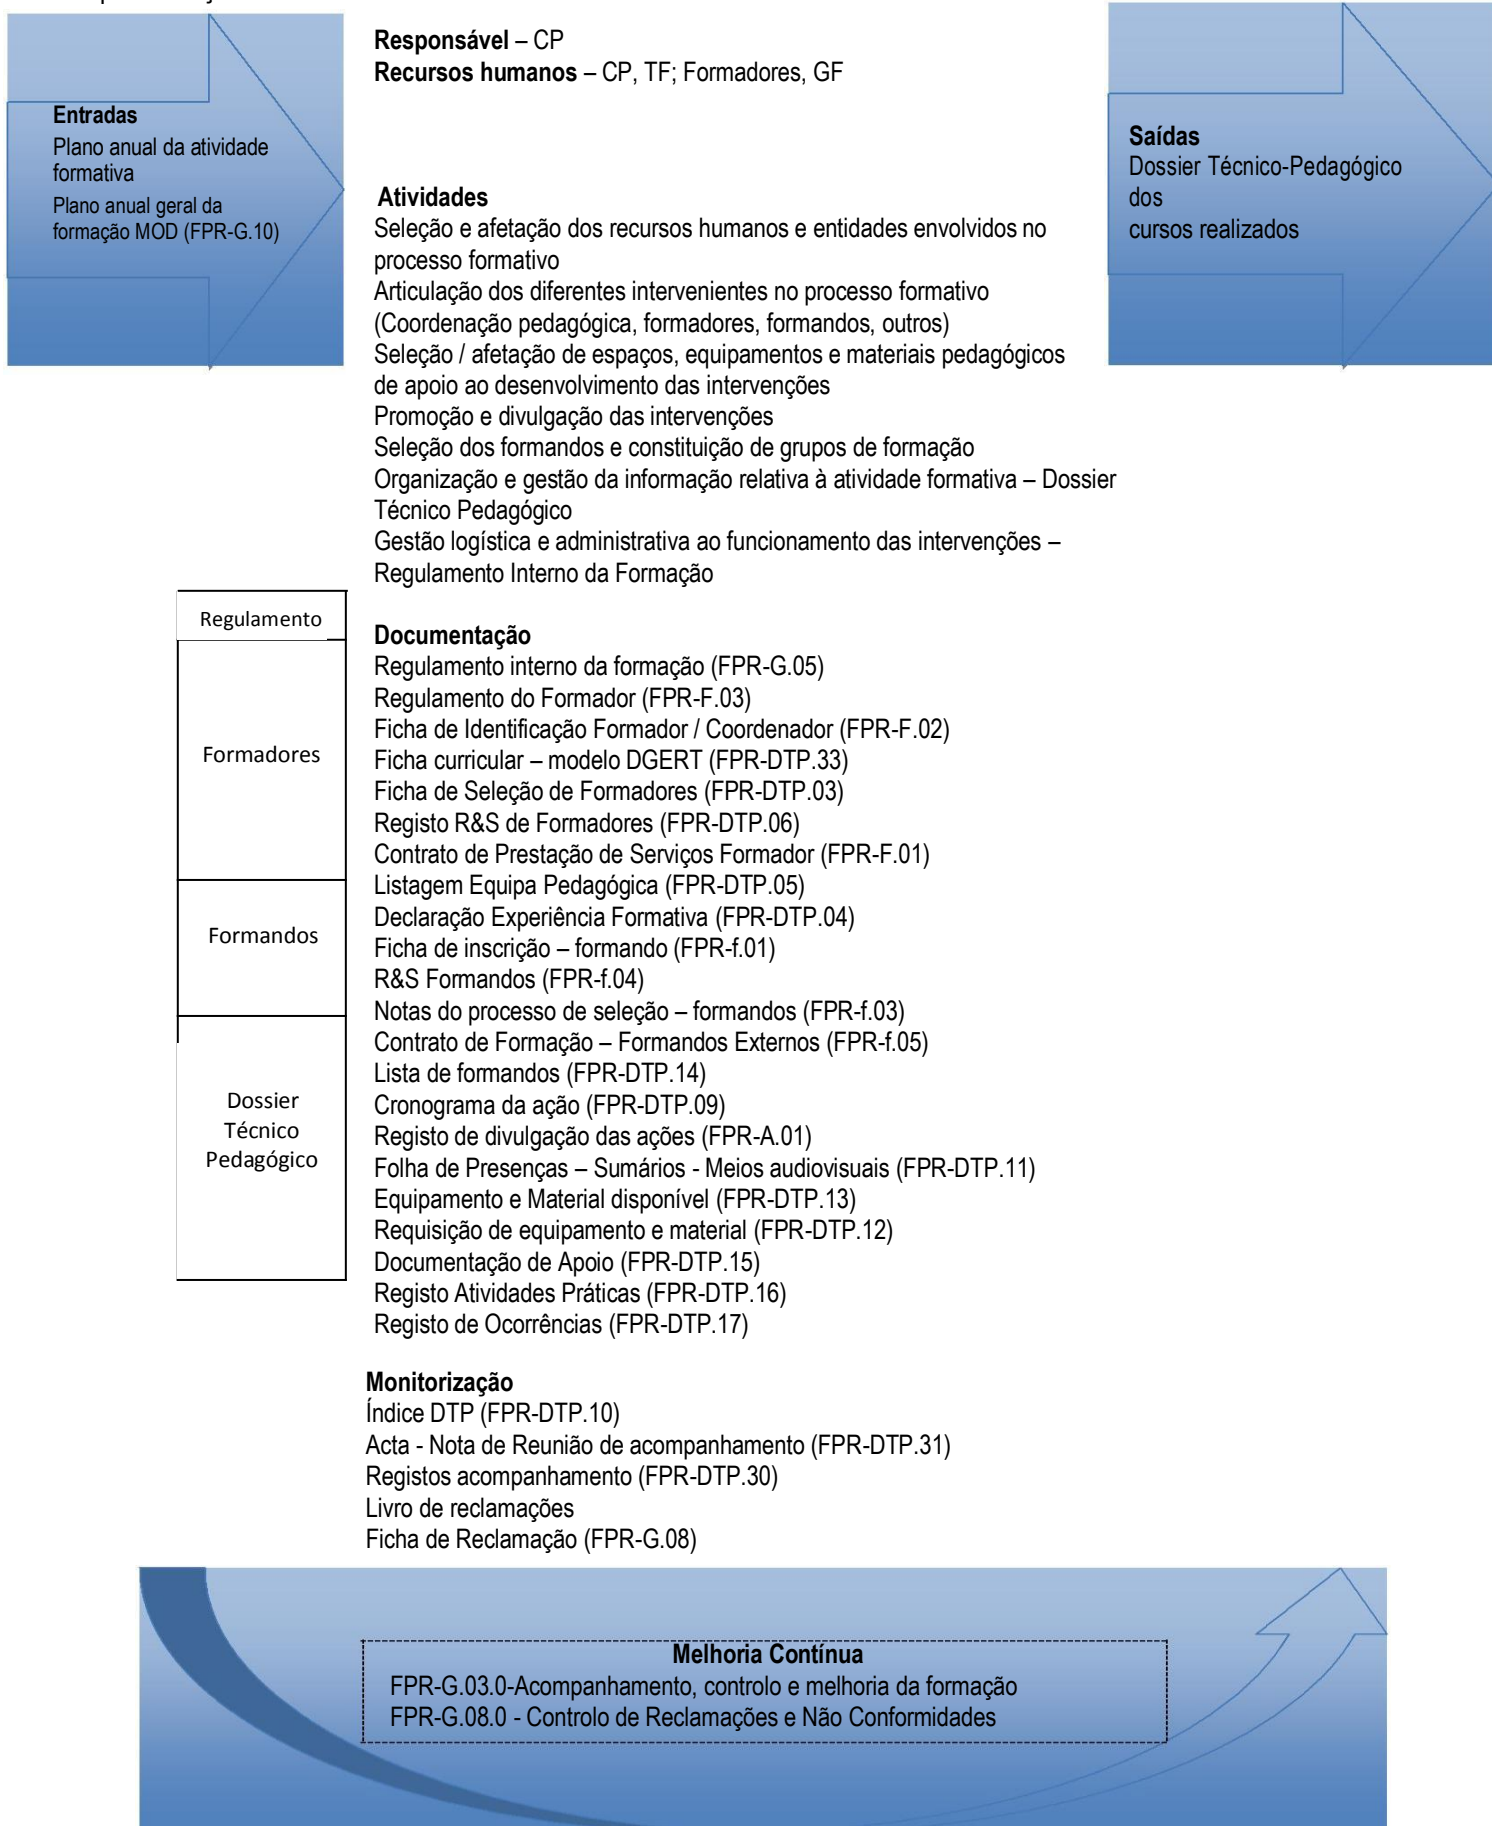 Responsável – CP
Recursos humanos – CP, TF; Formadores, GF
Entradas
Plano anual da atividade
formativa
Plano anual geral da
formação MOD (FPR-G.10)
Saídas
Dossier Técnico-Pedagógico
dos
cursos realizados
Atividades
Seleção e afetação dos recursos humanos e entidades envolvidos no
processo formativo
Articulação dos diferentes intervenientes no processo formativo
(Coordenação pedagógica, formadores, formandos, outros)
Seleção / afetação de espaços, equipamentos e materiais pedagógicos
de apoio ao desenvolvimento das intervenções
Promoção e divulgação das intervenções
Seleção dos formandos e constituição de grupos de formação
Organização e gestão da informação relativa à atividade formativa – Dossier
Técnico Pedagógico
Gestão logística e administrativa ao funcionamento das intervenções –
Regulamento Interno da Formação
Regulamento
Formadores
Formandos
Dossier
Técnico
Pedagógico
Documentação
Regulamento interno da formação (FPR-G.05)
Regulamento do Formador (FPR-F.03)
Ficha de Identificação Formador / Coordenador (FPR-F.02)
Ficha curricular – modelo DGERT (FPR-DTP.33)
Ficha de Seleção de Formadores (FPR-DTP.03)
Registo R&S de Formadores (FPR-DTP.06)
Contrato de Prestação de Serviços Formador (FPR-F.01)
Listagem Equipa Pedagógica (FPR-DTP.05)
Declaração Experiência Formativa (FPR-DTP.04)
Ficha de inscrição – formando (FPR-f.01)
R&S Formandos (FPR-f.04)
Notas do processo de seleção – formandos (FPR-f.03)
Contrato de Formação – Formandos Externos (FPR-f.05)
Lista de formandos (FPR-DTP.14)
Cronograma da ação (FPR-DTP.09)
Registo de divulgação das ações (FPR-A.01)
Folha de Presenças – Sumários - Meios audiovisuais (FPR-DTP.11)
Equipamento e Material disponível (FPR-DTP.13)
Requisição de equipamento e material (FPR-DTP.12)
Documentação de Apoio (FPR-DTP.15)
Registo Atividades Práticas (FPR-DTP.16)
Registo de Ocorrências (FPR-DTP.17)
Monitorização
Índice DTP (FPR-DTP.10)
Acta - Nota de Reunião de acompanhamento (FPR-DTP.31)
Registos acompanhamento (FPR-DTP.30)
Livro de reclamações
Ficha de Reclamação (FPR-G.08)
Melhoria Contínua
FPR-G.03.0-Acompanhamento, controlo e melhoria da formação
FPR-G.08.0 - Controlo de Reclamações e Não Conformidades